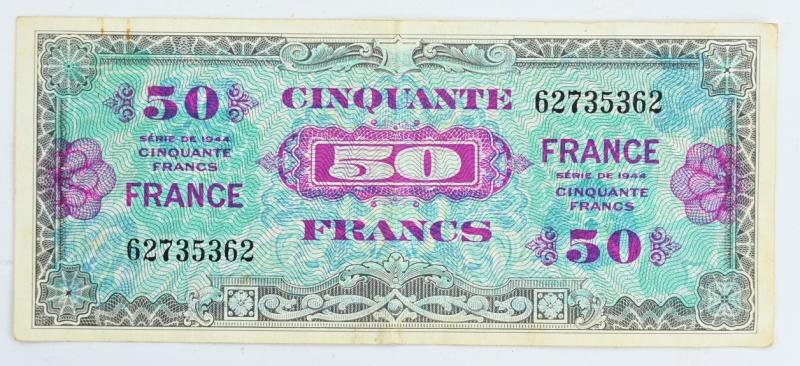 50
SÉRIE DE 1944
CINQUANTE
FRANCS
FRANCE
62735362
CINQUANTE
50
FRANCS
62735362
FRANCE
SÉRIE DE 1944
CINQUANTE
FRANCS
50